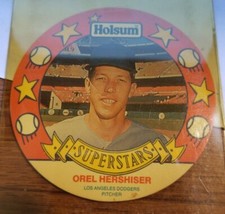 Holsum
SUPERSTARS
OREL HERSHISER
LOS ANGELES DODGERS
PITCHER